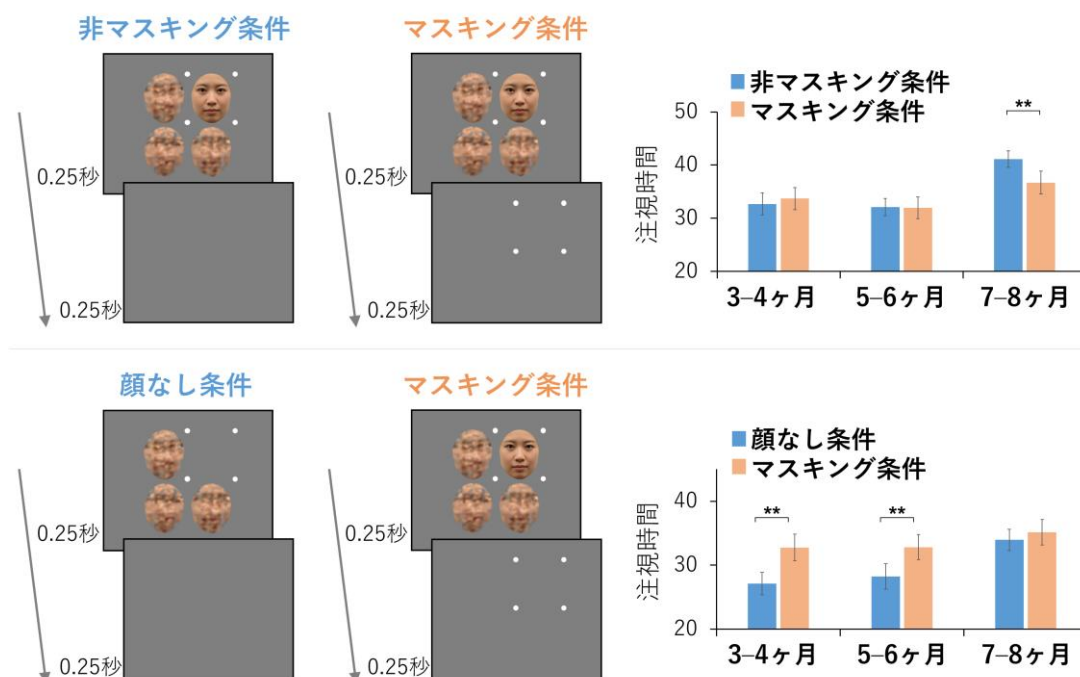 非マスキング条件
マスキング条件
0.25秒
0.25秒
0.25秒
0.25秒
■非マスキング条件
■マスキング条件
**
50
40
30
20
注視時間
3–4ヶ月
5–6ヶ月
7–8ヶ月
顔なし条件
マスキング条件
0.25秒
0.25秒
0.25秒
0.25秒
■顔なし条件
■マスキング条件
**
**
40
30
20
注視時間
3–4ヶ月
5–6ヶ月
7–8ヶ月